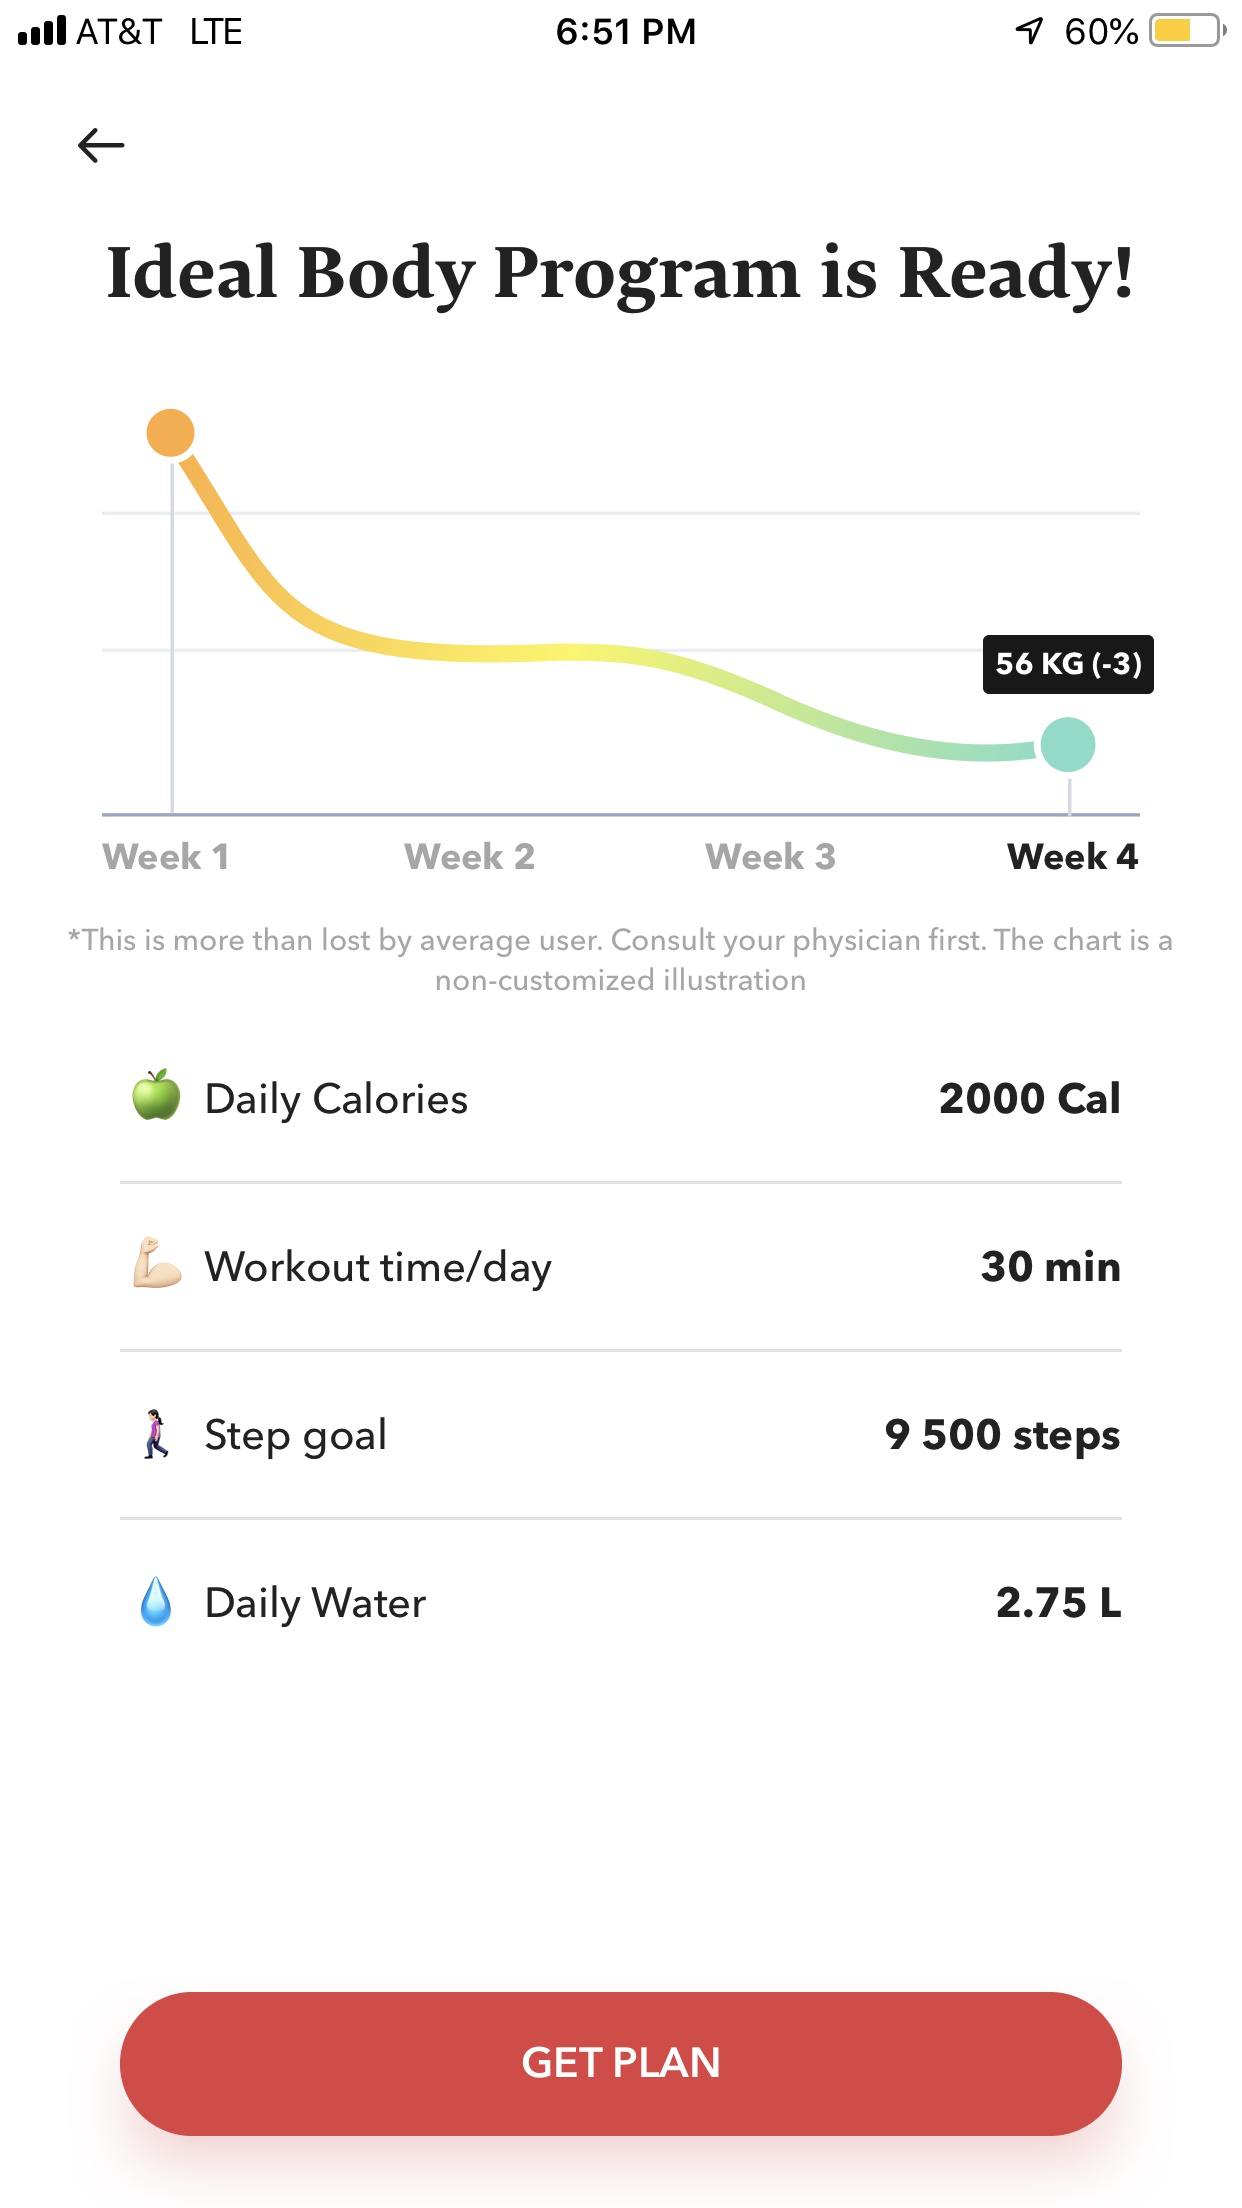 AT&T LTE 6:51 PM 60%
Ideal Body Program is Ready!
56 KG (-3)
Week 1 Week 2 Week 3 Week 4
*This is more than lost by average user. Consult your physician first. The chart is a
non-customized illustration
Daily Calories 2000 Cal
Workout time/day 30 min
Step goal 9 500 steps
Daily Water 2.75 L
GET PLAN